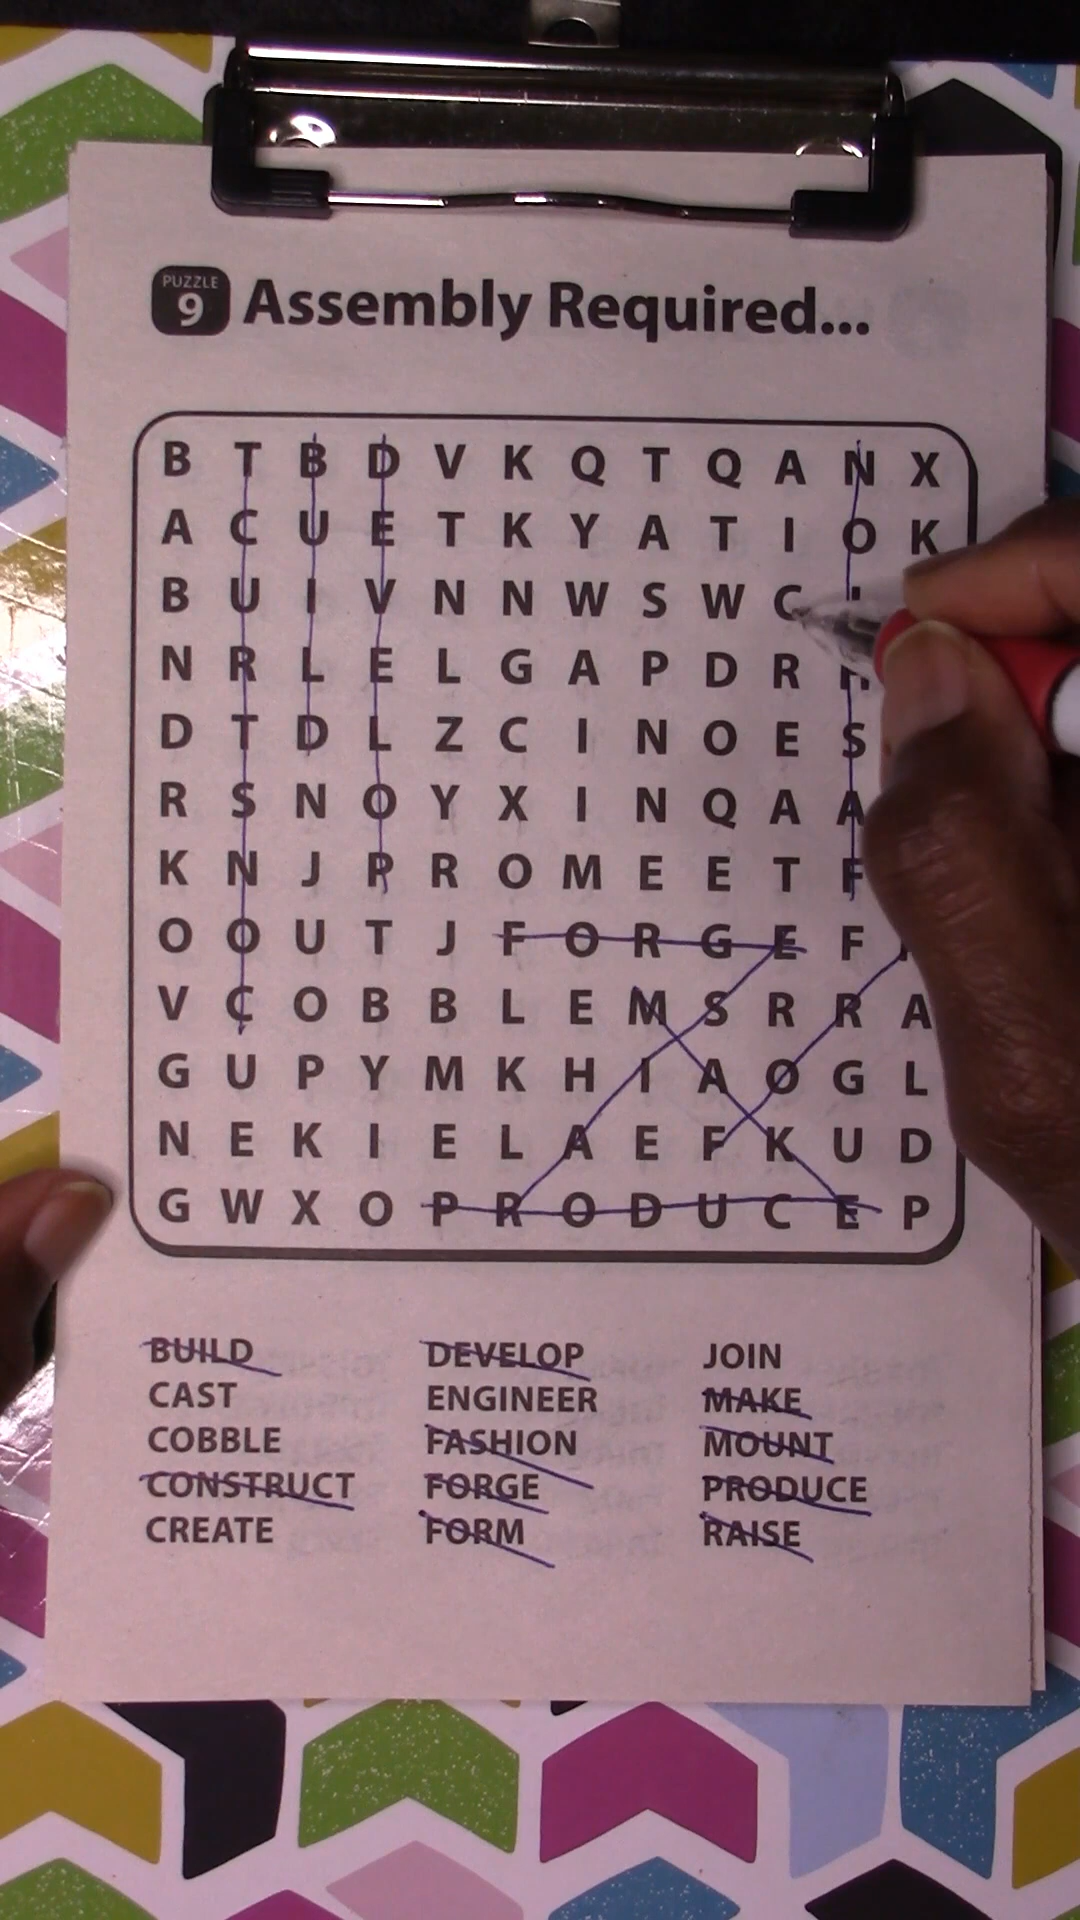 PUZZLE
9 Assembly Required...
B T B D V K Q T Q A N X
A C U E T K Y A T I O K
B U I V N N W S W C
N R L E L G A P D R
D T D L Z C I N O E S
R S N O Y X I N Q A A
K N J P R O M E E T F
O O U T J F O R G E F
V C O B B L E M S R R A
G U P Y M K H I A O G L
N E K I E L A E F K U D
G W X O P R O D U C E P
BUILD DEVELOP JOIN
CAST ENGINEER MAKE
COBBLE FASHION MOUNT
CONSTRUCT FORGE PRODUCE
CREATE FORM RAISE